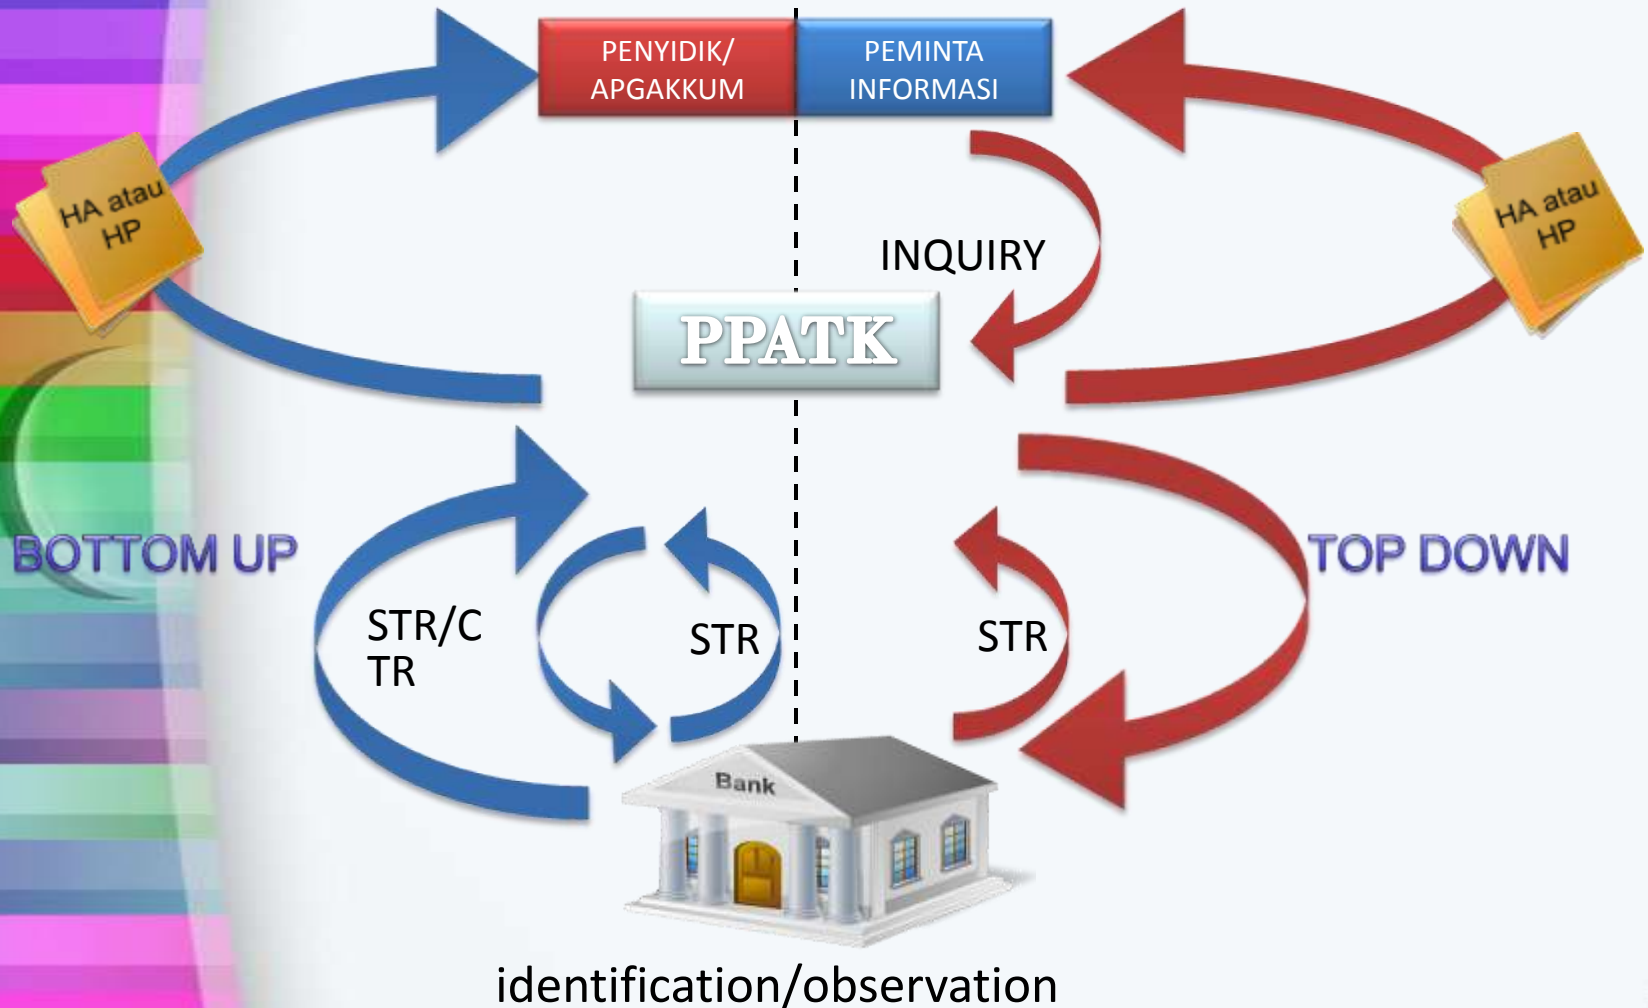 PENYIDIK/
APGAKKUM
PEMINTA
INFORMASI
HA atau
HP
HA atau
HP
INQUIRY
PPATK
BOTTOM UP
TOP DOWN
STR/C
TR
STR
STR
Bank
identification/observation